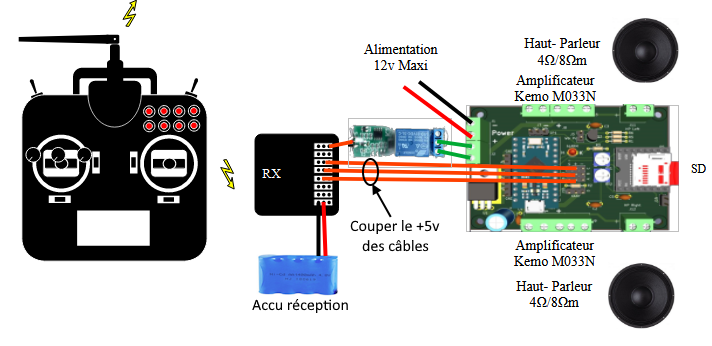 Haut- Parleur
4Ω/8Ωm
Alimentation
12v Maxi
Amplificateur
Kemo M033N
Power
RX
SD
Couper le +5v
des câbles
Amplificateur
Kemo M033N
Accu réception
Haut- Parleur
4Ω/8Ωm